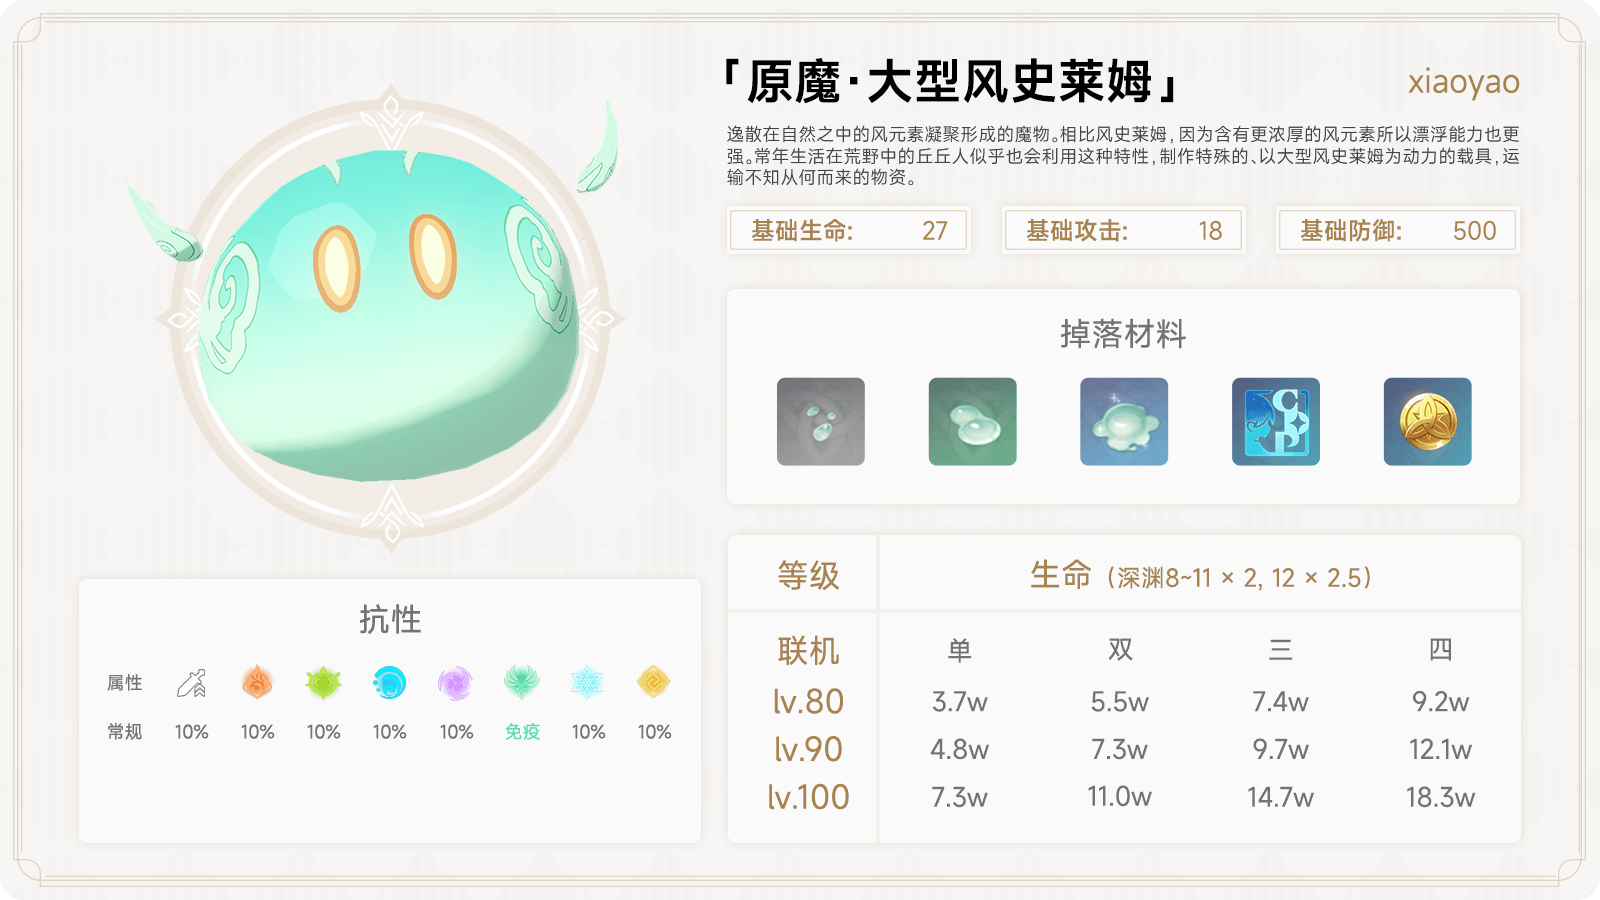 「原魔·大型风史莱姆」
xiaoyao
逸散在自然之中的风元素凝聚形成的魔物。相比风史莱姆，因为含有更浓厚的风元素所以漂浮能力也更
强。常年生活在荒野中的丘丘人似乎也会利用这种特性，制作特殊的、以大型风史莱姆为动力的载具，运
输不知从何而来的物资。
基础生命: 27
基础攻击: 18
基础防御: 500
掉落材料
抗性
属性
常规 10% 10% 10% 10% 10% 免疫 10% 10%
等级 生命（深渊8~11 × 2, 12 × 2.5）
联机 单 双 三 四
lv.80 3.7w 5.5w 7.4w 9.2w
lv.90 4.8w 7.3w 9.7w 12.1w
lv.100 7.3w 11.0w 14.7w 18.3w